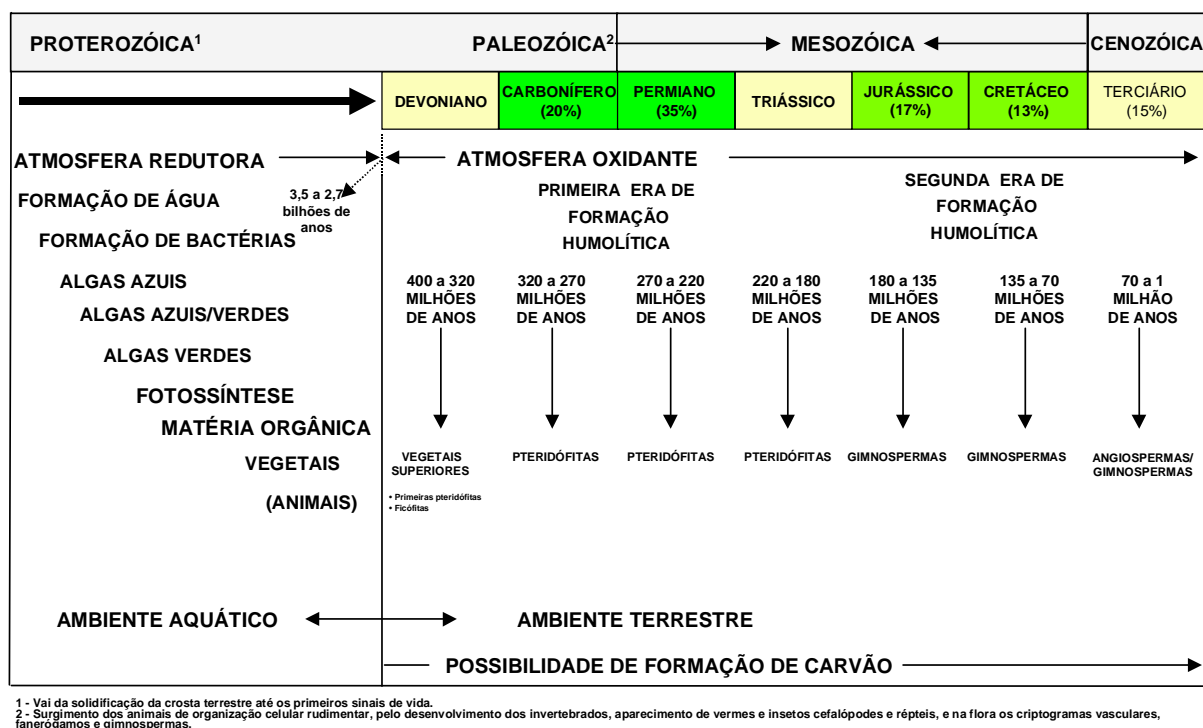 PROTEROZÓICA¹ PALEOZÓICA² MESOZÓICA CENOZÓICA
DEVONIANO CARBONÍFERO (20%) PERMIANO (35%) TRIÁSSICO JURÁSSICO (17%) CRETÁCEO (13%) TERCIÁRIO (15%)
ATMOSFERA REDUTORA ATMOSFERA OXIDANTE
3,5 a 2,7
bilhões de
anos
FORMAÇÃO DE ÁGUA
FORMAÇÃO DE BACTÉRIAS
ALGAS AZUIS
ALGAS AZUIS/VERDES
ALGAS VERDES
FOTOSSÍNTESE
MATÉRIA ORGÂNICA
VEGETAIS
(ANIMAIS)
PRIMEIRA ERA DE
FORMAÇÃO
HUMOLÍTICA
SEGUNDA ERA DE
FORMAÇÃO
HUMOLÍTICA
400 a 320
MILHÕES
DE ANOS
320 a 270
MILHÕES
DE ANOS
270 a 220
MILHÕES
DE ANOS
220 a 180
MILHÕES
DE ANOS
180 a 135
MILHÕES
DE ANOS
135 a 70
MILHÕES
DE ANOS
70 a 1
MILHÃO
DE ANOS
VEGETAIS
SUPERIORES
• Primeiras pteridófitas
• Ficófitas
PTERIDÓFITAS
PTERIDÓFITAS
PTERIDÓFITAS
GIMNOSPERMAS
GIMNOSPERMAS
ANGIOSPERMAS/
GIMNOSPERMAS
AMBIENTE AQUÁTICO AMBIENTE TERRESTRE
POSSIBILIDADE DE FORMAÇÃO DE CARVÃO
1 - Vai da solidificação da crosta terrestre até os primeiros sinais de vida.
2 - Surgimento dos animais de organização celular rudimentar, pelo desenvolvimento dos invertebrados, aparecimento de vermes e insetos cefalópodes e répteis, e na flora os criptogramas vasculares,
fanerógamos e gimnospermas.